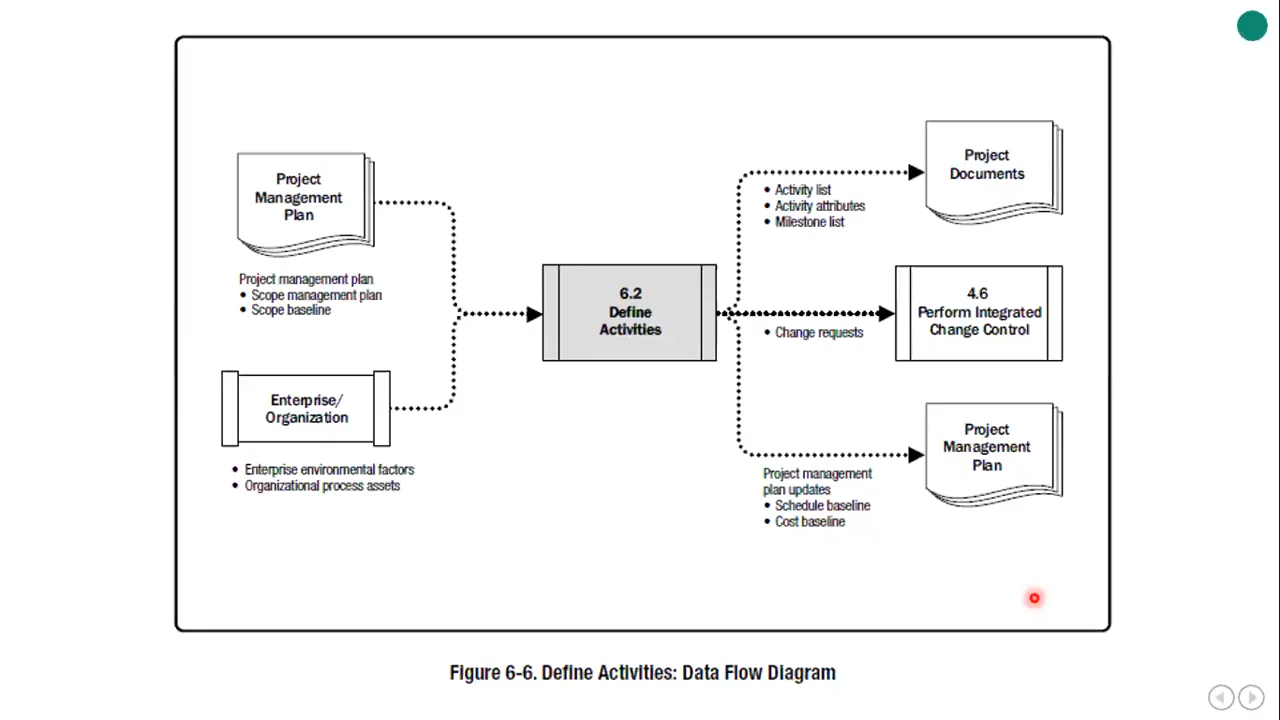 Project
Management
Plan
Project management plan
• Scope management plan
• Scope baseline
Enterprise/
Organization
• Enterprise environmental factors
• Organizational process assets
6.2
Define
Activities
• Activity list
• Activity attributes
• Milestone list
Project
Documents
• Change requests
4.6
Perform Integrated
Change Control
Project management
plan updates
• Schedule baseline
• Cost baseline
Project
Management
Plan
Figure 6-6. Define Activities: Data Flow Diagram